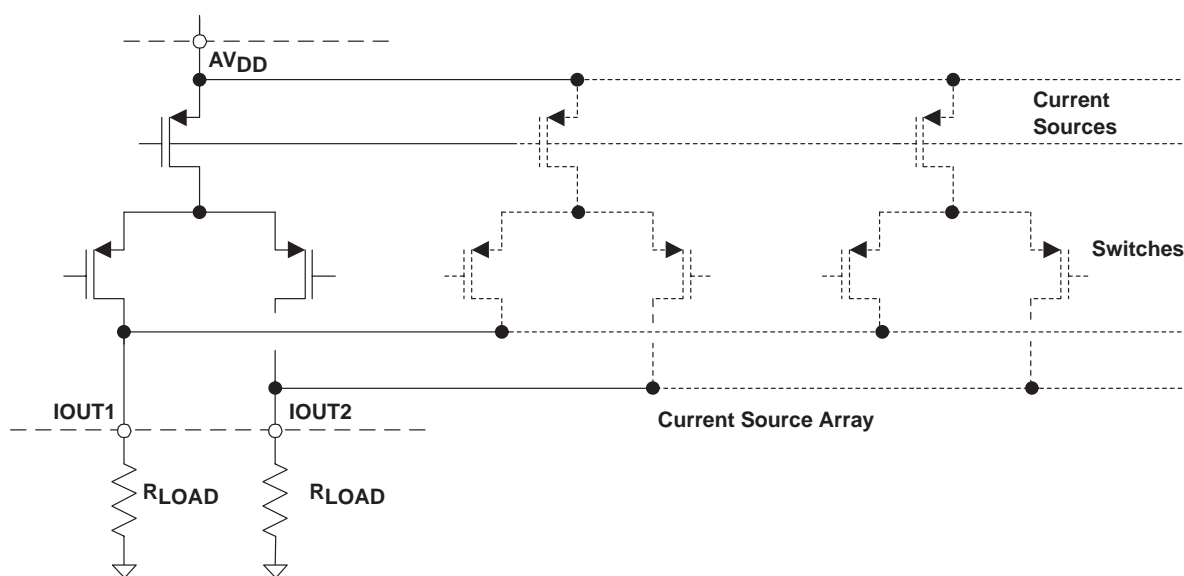 AVDD
Current
Sources
Switches
IOUT1
IOUT2
Current Source Array
RLOAD
RLOAD